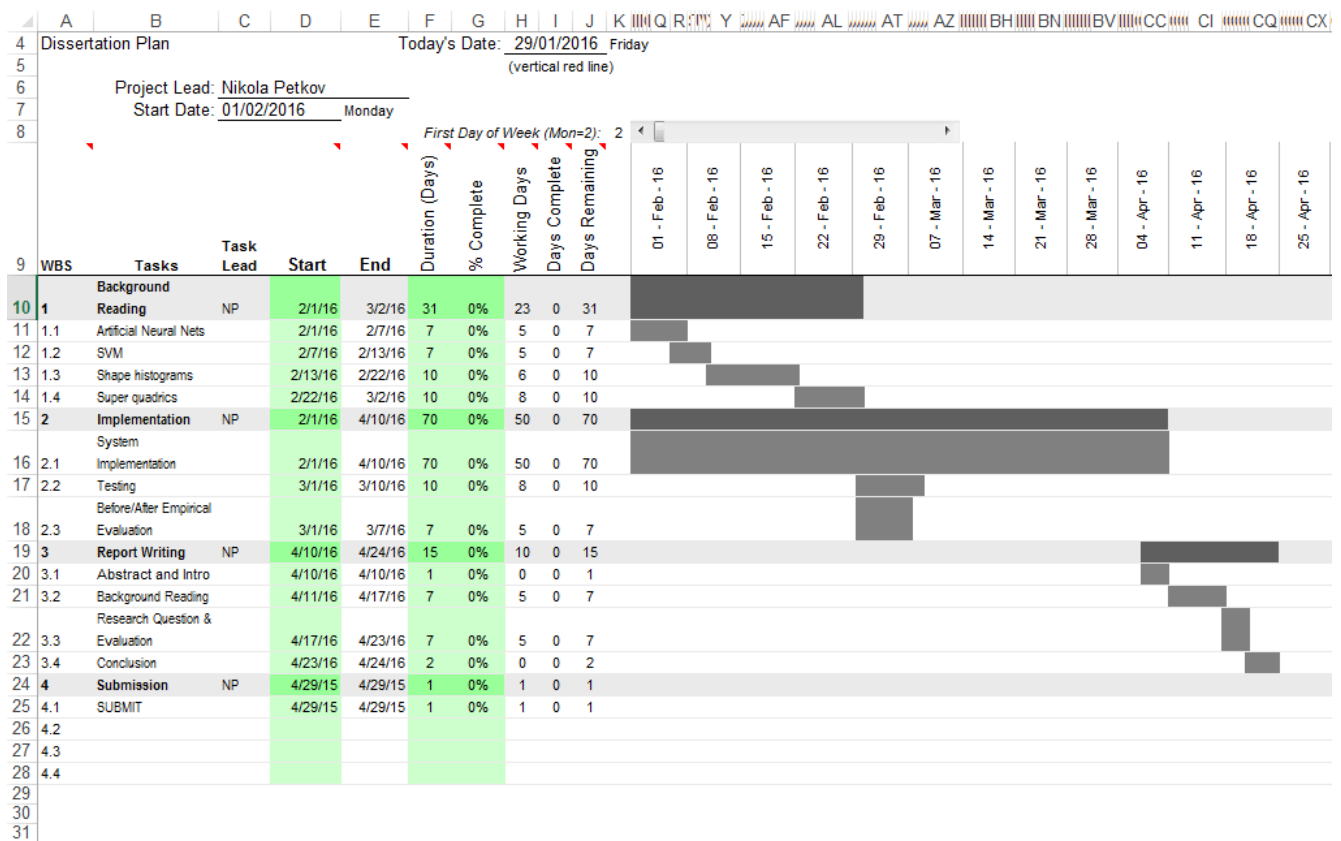 A B C D E F G H I J K Q R Y AF AL AT AZ BH BN BV CC CI CQ CX
4 Dissertation Plan Today's Date: 29/01/2016 Friday
5 (vertical red line)
6 Project Lead: Nikola Petkov
7 Start Date: 01/02/2016 Monday
8 First Day of Week (Mon=2): 2
9 WBS Tasks Task Lead Start End Duration (Days) % Complete Working Days Days Complete Days Remaining 01 - Feb - 16 08 - Feb - 16 15 - Feb - 16 22 - Feb - 16 29 - Feb - 16 07 - Mar - 16 14 - Mar - 16 21 - Mar - 16 28 - Mar - 16 04 - Apr - 16 11 - Apr - 16 18 - Apr - 16 25 - Apr - 16
Background
10 1 Reading NP 2/1/16 3/2/16 31 0% 23 0 31
11 1.1 Artificial Neural Nets 2/1/16 2/7/16 7 0% 5 0 7
12 1.2 SVM 2/7/16 2/13/16 7 0% 5 0 7
13 1.3 Shape histograms 2/13/16 2/22/16 10 0% 6 0 10
14 1.4 Super quadrics 2/22/16 3/2/16 10 0% 8 0 10
15 2 Implementation NP 2/1/16 4/10/16 70 0% 50 0 70
System
16 2.1 Implementation 2/1/16 4/10/16 70 0% 50 0 70
17 2.2 Testing 3/1/16 3/10/16 10 0% 8 0 10
Before/After Empirical
18 2.3 Evaluation 3/1/16 3/7/16 7 0% 5 0 7
19 3 Report Writing NP 4/10/16 4/24/16 15 0% 10 0 15
20 3.1 Abstract and Intro 4/10/16 4/10/16 1 0% 0 0 1
21 3.2 Background Reading 4/11/16 4/17/16 7 0% 5 0 7
Research Question &
22 3.3 Evaluation 4/17/16 4/23/16 7 0% 5 0 7
23 3.4 Conclusion 4/23/16 4/24/16 2 0% 0 0 2
24 4 Submission NP 4/29/15 4/29/15 1 0% 1 0 1
25 4.1 SUBMIT 4/29/15 4/29/15 1 0% 1 0 1
26 4.2
27 4.3
28 4.4
29
30
31